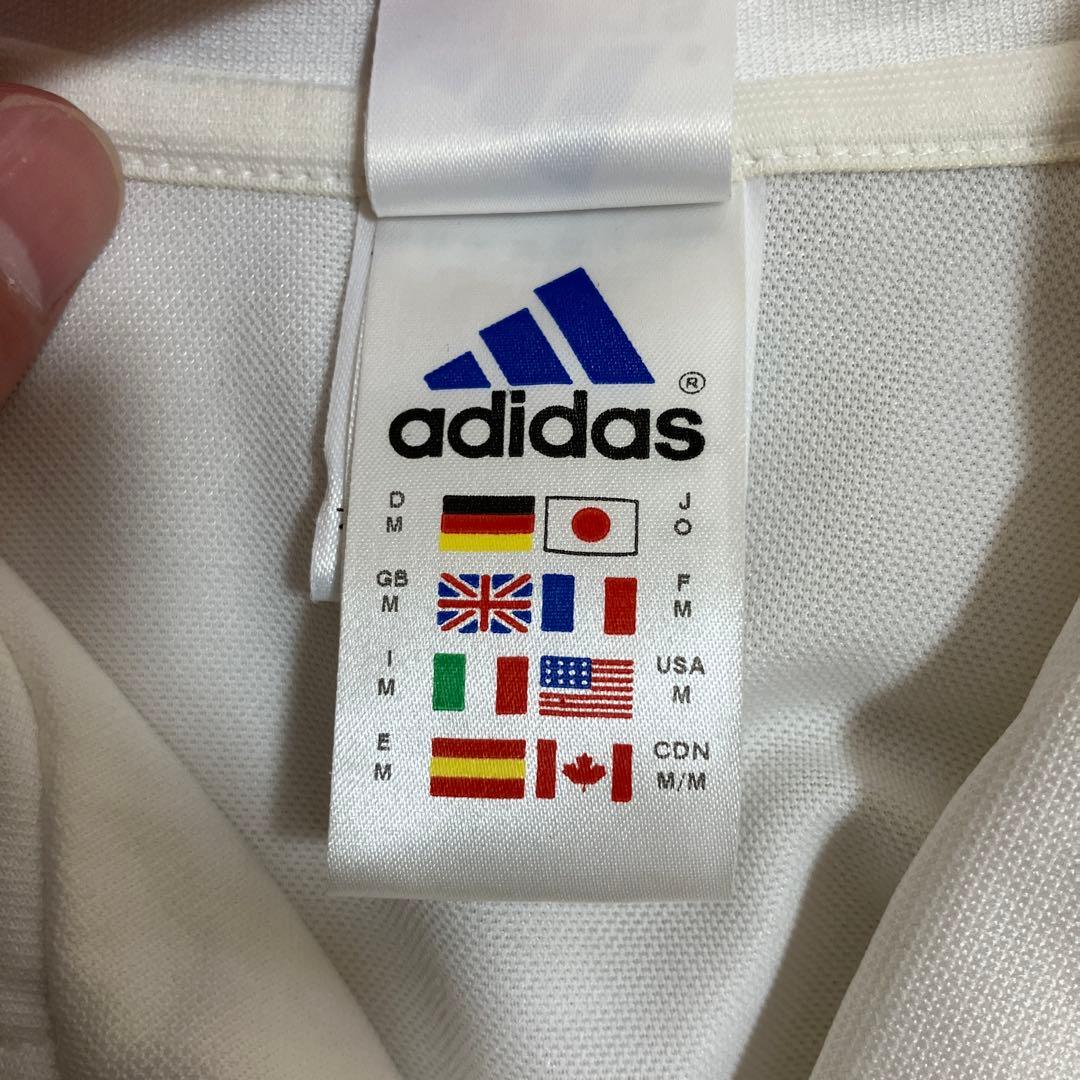 ®
adidas
D M J O
GB M F M
I M USA M
E M CDN M/M